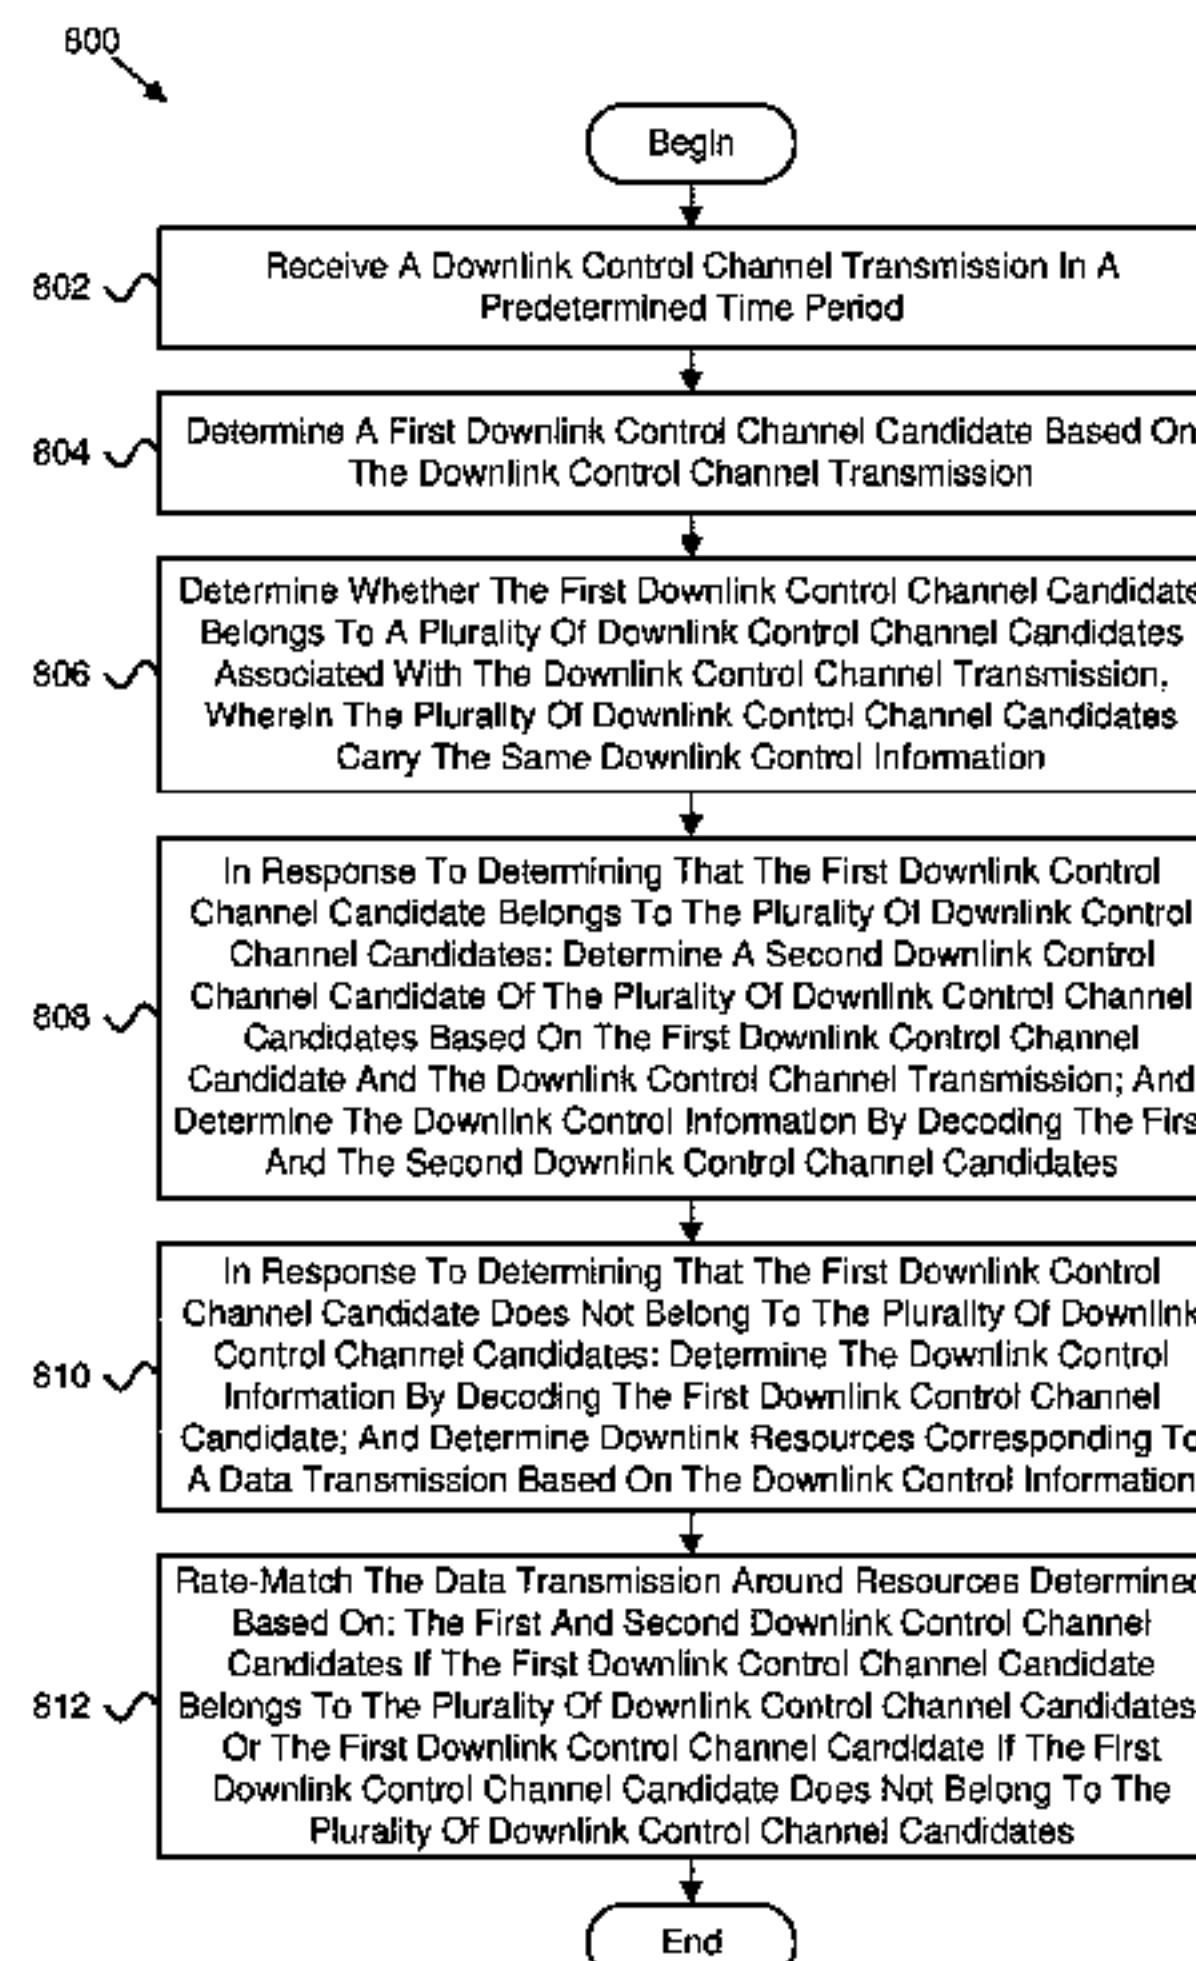 800
Begin
Receive A Downlink Control Channel Transmission In A
802
Predetermined Time Period
Determine A First Downlink Control Channel Candidate Based On
804
The Downlink Control Channel Transmission
Determine Whether The First Downlink Control Channel Candidate
Belongs To A Plurality Of Downlink Control Channel Candidates
806
Associated With The Downlink Control Channel Transmission,
Wherein The Plurality Of Downlink Control Channel Candidates
Carry The Same Downlink Control Information
In Response To Determining That The First Downlink Control
Channel Candidate Belongs To The Plurality Of Downlink Control
Channel Candidates: Determine A Second Downlink Control
Channel Candidate Of The Plurality Of Downlink Control Channel
808
Candidates Based On The First Downlink Control Channel
Candidate And The Downlink Control Channel Transmission; And
Determine The Downlink Control Information By Decoding The Firs
And The Second Downlink Control Channel Candidates
In Response To Determining That The First Downlink Control
Channel Candidate Does Not Belong To The Plurality Of Downlink
Control Channel Candidates: Determine The Downlink Control
810
Information By Decoding The First Downlink Control Channel
Candidate; And Determine Downlink Resources Corresponding To
A Data Transmission Based On The Downlink Control Information
Rate-Match The Data Transmission Around Resources Determined
Based On: The First And Second Downlink Control Channel
Candidates If The First Downlink Control Channel Candidate
812
Belongs To The Plurality Of Downlink Control Channel Candidates
Or The First Downlink Control Channel Candidate If The First
Downlink Control Channel Candidate Does Not Belong To The
Plurality Of Downlink Control Channel Candidates
End